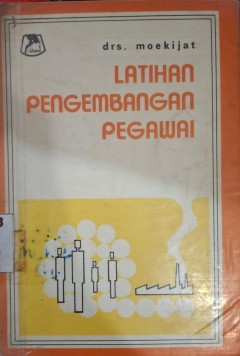 drs. moekijat
LATIHAN
PENGEMBANGAN
PEGAWAI